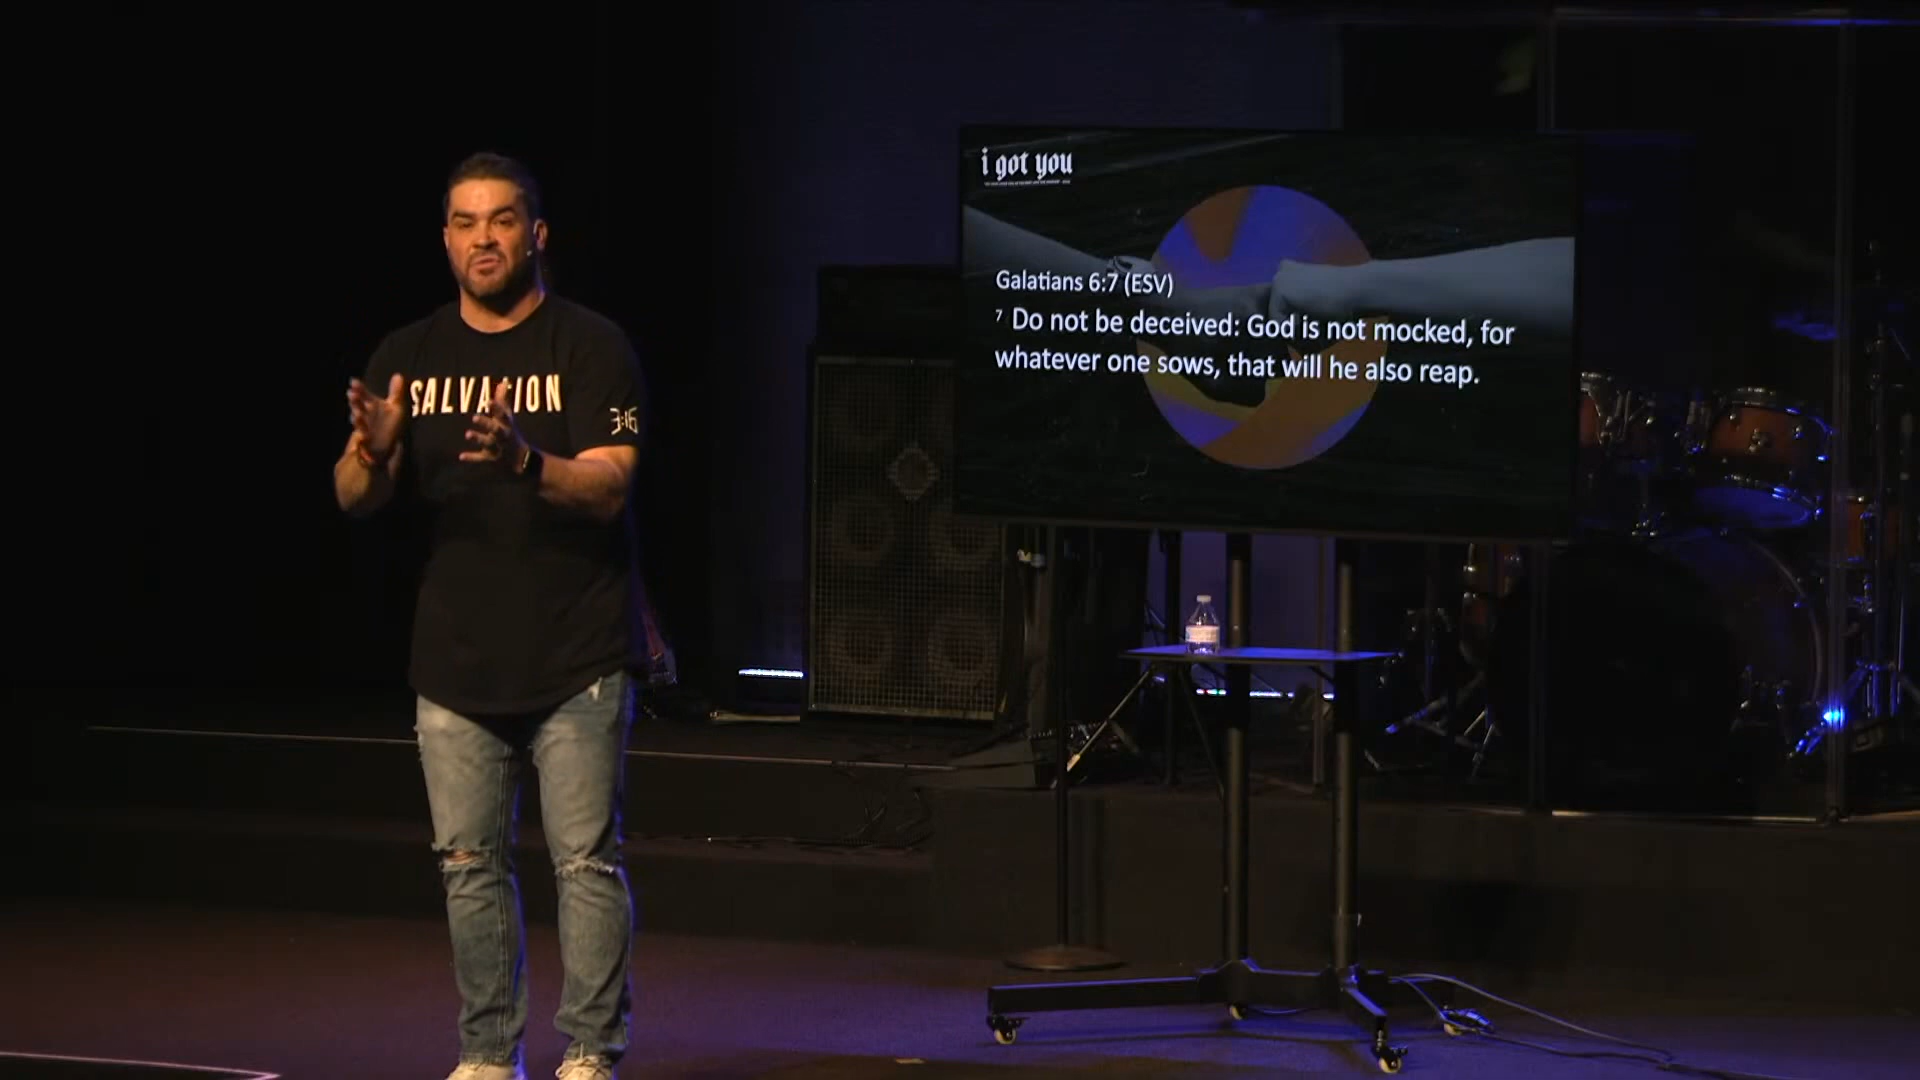 i got you
Galatians 6:7 (ESV)
7 Do not be deceived: God is not mocked, for
whatever one sows, that will he also reap.
SALVATION
3:16